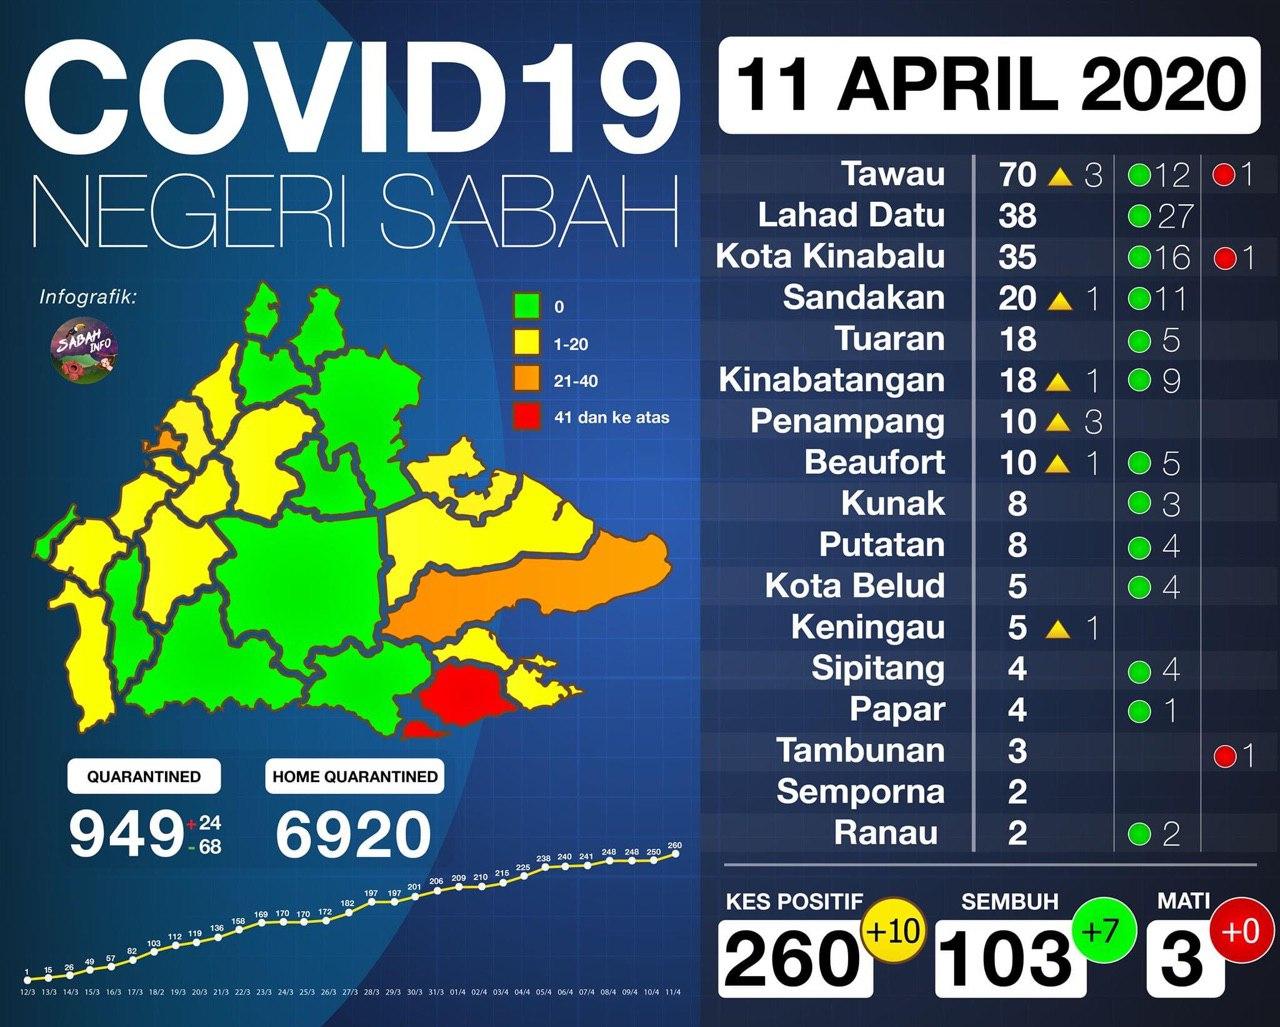 COVID19
NEGERI SABAH
Infografik:
SABAH
INFO
0
1-20
21-40
41 dan ke atas
QUARANTINED
949 +24 -68
HOME QUARANTINED
6920
1 15 26 49 57 82 103 112 119 136 158 169 170 170 172 182 197 197 201 206 209 210 215 225 238 240 241 248 248 250 260
12/3 13/3 14/3 15/3 16/3 17/3 18/2 19/3 20/3 21/3 22/3 23/3 24/3 25/3 26/3 27/3 28/3 29/3 30/3 31/3 01/4 02/4 03/4 04/4 05/4 06/4 07/4 08/4 09/4 10/4 11/4
11 APRIL 2020
Tawau 70 3 12 1
Lahad Datu 38 27
Kota Kinabalu 35 16 1
Sandakan 20 1 11
Tuaran 18 5
Kinabatangan 18 1 9
Penampang 10 3
Beaufort 10 1 5
Kunak 8 3
Putatan 8 4
Kota Belud 5 4
Keningau 5 1
Sipitang 4 4
Papar 4 1
Tambunan 3 1
Semporna 2
Ranau 2 2
KES POSITIF
260 +10
SEMBUH
103 +7
MATI
3 +0